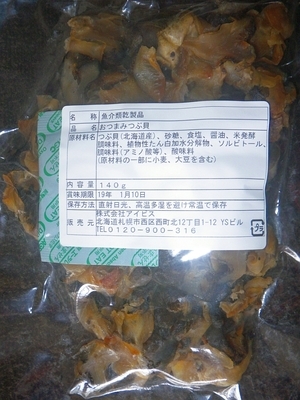 名 称 魚介類乾製品
品 名 おつまみつぶ貝
原材料名 つぶ貝(北海道産)、砂糖、食塩、醤油、米発酵
調味料、植物性たん白加水分解物、ソルビトール、
調味料(アミノ酸等)、酸味料
(原材料の一部に小麦、大豆を含む)
内容量 140g
賞味期限 19年 1月10日
保存方法 直射日光、高温多湿を避け常温で保存
販売元 株式会社アイビス
北海道札幌市西区西町北12丁目1-12 YSビル
TEL0120-900-316
プラ